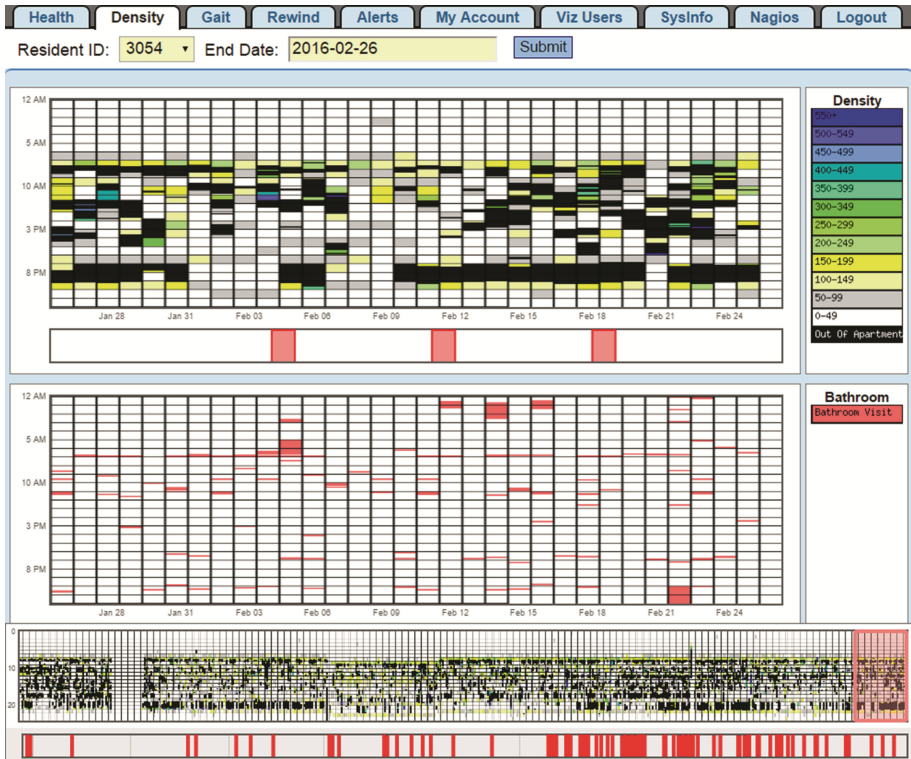 Health Density Gait Rewind Alerts My Account Viz Users SysInfo Nagios Logout
Resident ID: 3054 End Date: 2016-02-26 Submit
12 AM
5 AM
10 AM
3 PM
8 PM
Jan 28 Jan 31 Feb 03 Feb 06 Feb 09 Feb 12 Feb 15 Feb 18 Feb 21 Feb 24
Density
550+
500-549
450-499
400-449
350-399
300-349
250-299
200-249
150-199
100-149
50-99
0-49
Out Of Apartment
12 AM
5 AM
10 AM
3 PM
8 PM
Jan 28 Jan 31 Feb 03 Feb 06 Feb 09 Feb 12 Feb 15 Feb 18 Feb 21 Feb 24
Bathroom
Bathroom Visit
0
10
20